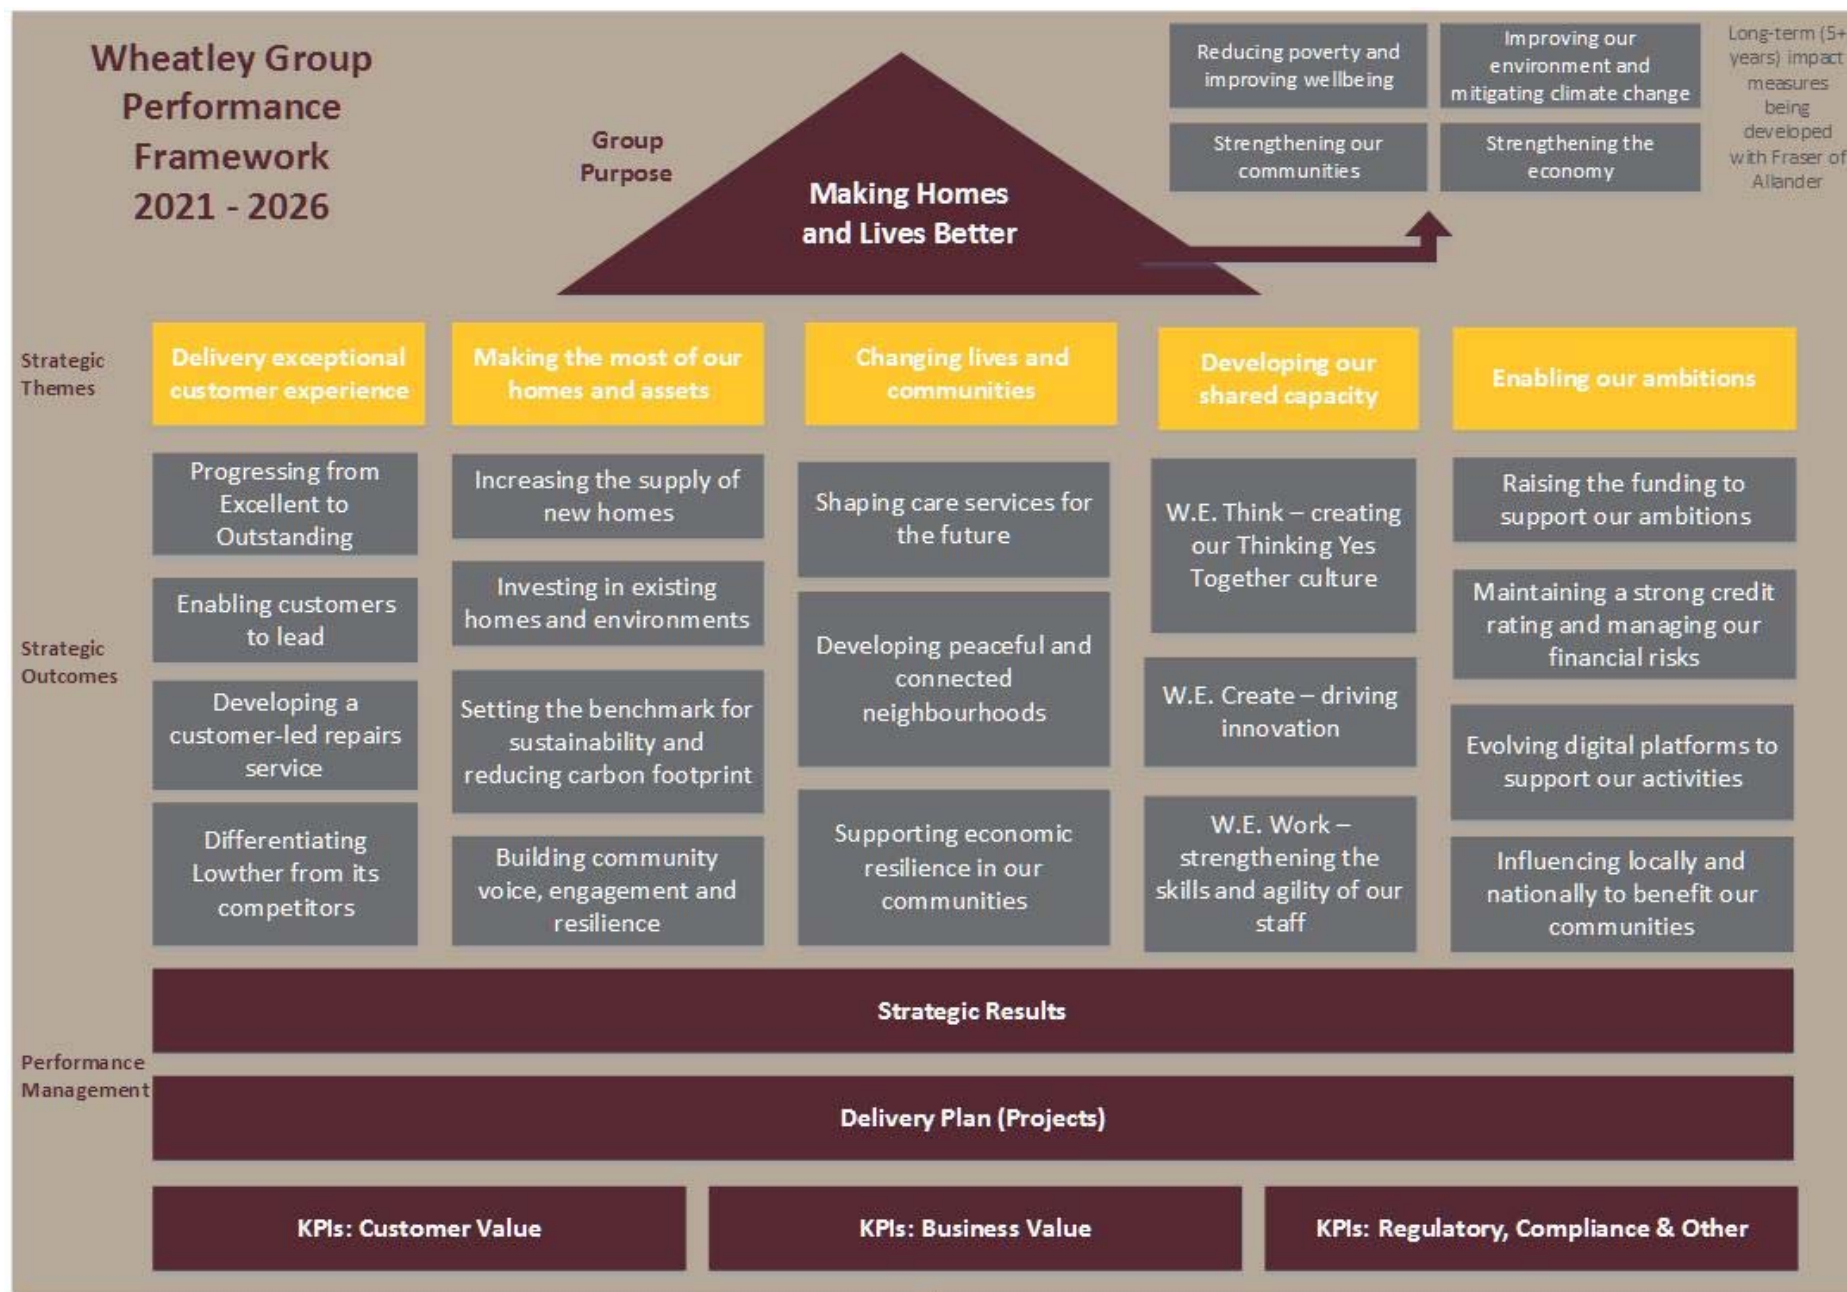 Wheatley Group
Performance
Framework
2021 - 2026
Group
Purpose
Making Homes
and Lives Better
Reducing poverty and
improving wellbeing
Improving our
environment and
mitigating climate change
Strengthening our
communities
Strengthening the
economy
Long-term (5+
years) impact
measures
being
developed
with Fraser of
Allander
Strategic
Themes
Delivery exceptional
customer experience
Making the most of our
homes and assets
Changing lives and
communities
Developing our
shared capacity
Enabling our ambitions
Strategic
Outcomes
Progressing from
Excellent to
Outstanding
Enabling customers
to lead
Developing a
customer-led repairs
service
Differentiating
Lowther from its
competitors
Increasing the supply of
new homes
Investing in existing
homes and environments
Setting the benchmark for
sustainability and
reducing carbon footprint
Building community
voice, engagement and
resilience
Shaping care services for
the future
Developing peaceful and
connected
neighbourhoods
Supporting economic
resilience in our
communities
W.E. Think – creating
our Thinking Yes
Together culture
W.E. Create – driving
innovation
W.E. Work –
strengthening the
skills and agility of our
staff
Raising the funding to
support our ambitions
Maintaining a strong credit
rating and managing our
financial risks
Evolving digital platforms to
support our activities
Influencing locally and
nationally to benefit our
communities
Performance
Management
Strategic Results
Delivery Plan (Projects)
KPIs: Customer Value
KPIs: Business Value
KPIs: Regulatory, Compliance & Other